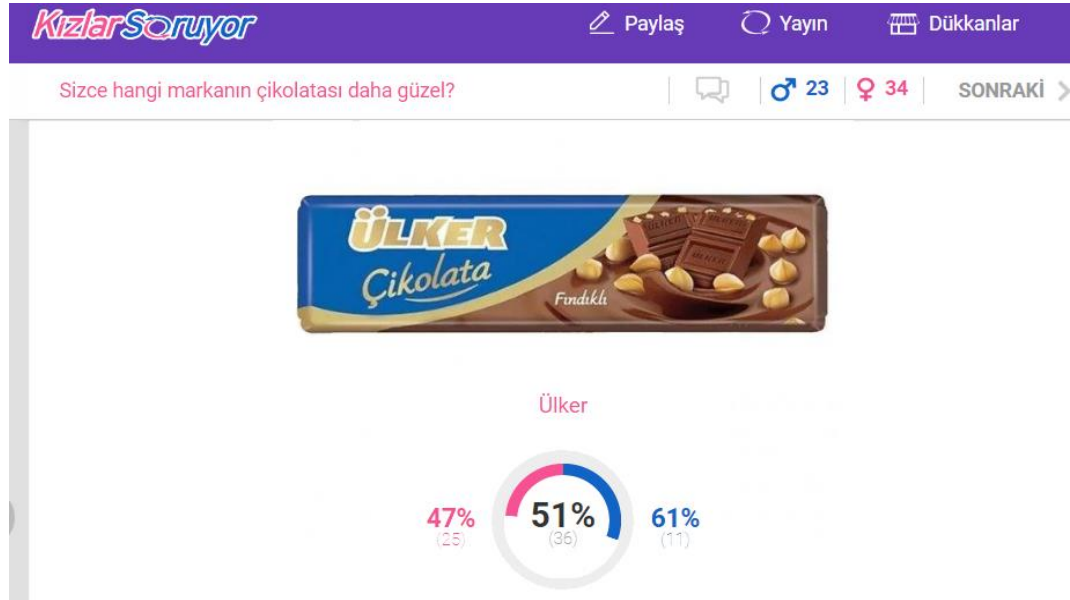 KızlarSoruyor
Paylaş
Yayın
Dükkanlar
Sizce hangi markanın çikolatası daha güzel?
23
34
SONRAKİ
ÜLKER
Çikolata
Fındıklı
Ülker
47%
(25)
51%
(36)
61%
(11)